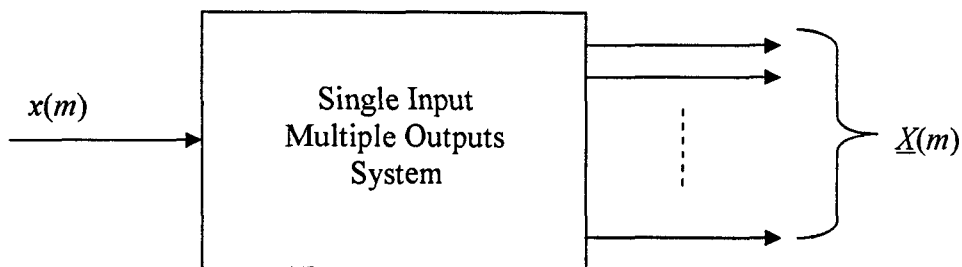 x(m)
Single Input
Multiple Outputs
System
X(m)